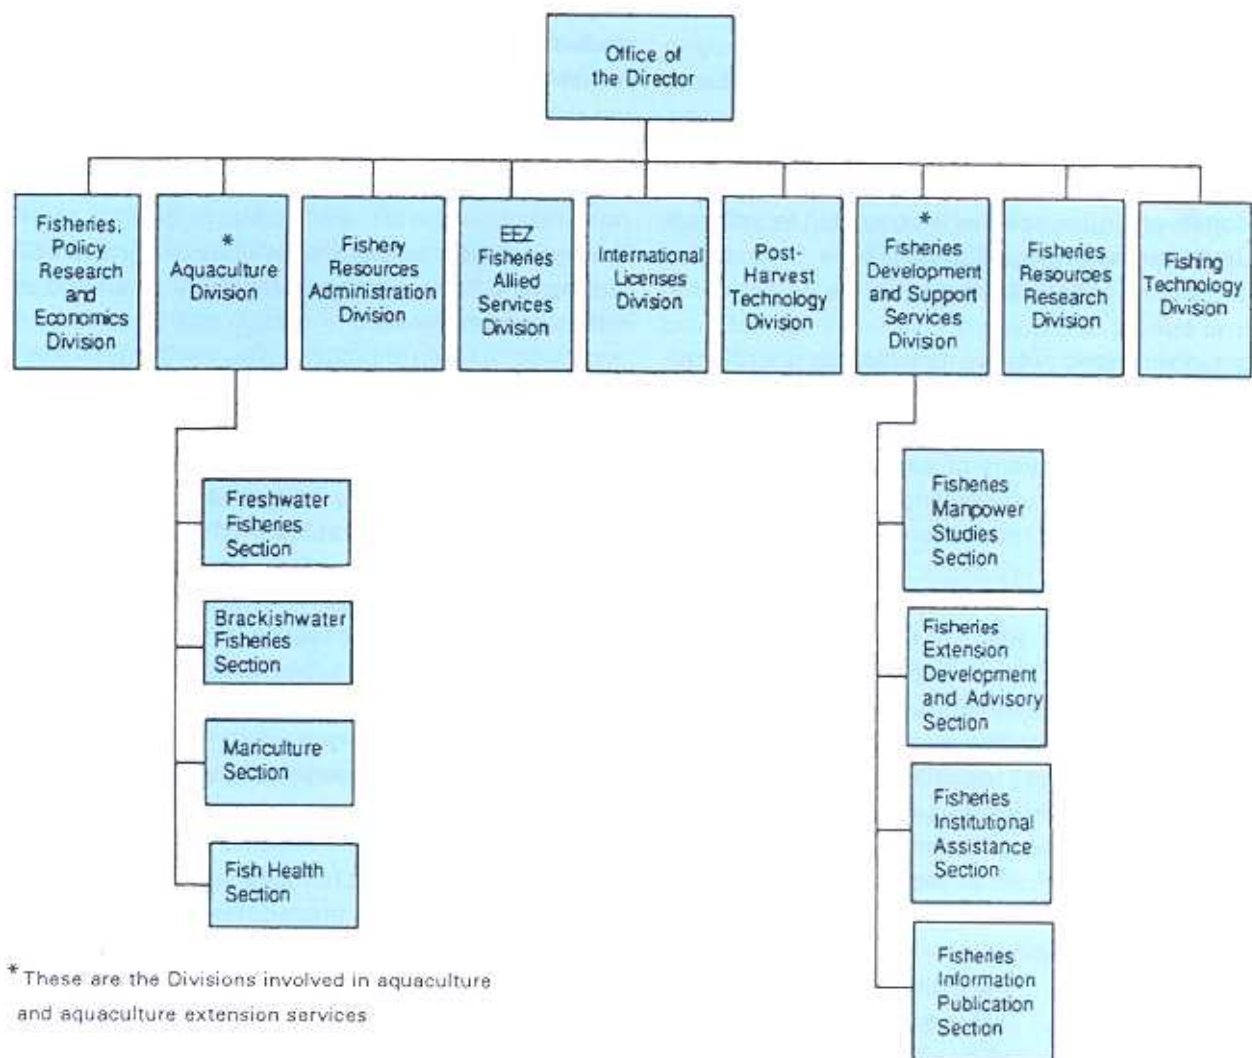 Office of
the Director
Fisheries,
Policy
Research
and
Economics
Division
*
Aquaculture
Division
Fishery
Resources
Administration
Division
EEZ
Fisheries
Allied
Services
Division
International
Licenses
Division
Post-
Harvest
Technology
Division
*
Fisheries
Development
and Support
Services
Division
Fisheries
Resources
Research
Division
Fishing
Technology
Division
Freshwater
Fisheries
Section
Brackishwater
Fisheries
Section
Mariculture
Section
Fish Health
Section
Fisheries
Manpower
Studies
Section
Fisheries
Extension
Development
and Advisory
Section
Fisheries
Institutional
Assistance
Section
Fisheries
Information
Publication
Section
* These are the Divisions involved in aquaculture
and aquaculture extension services